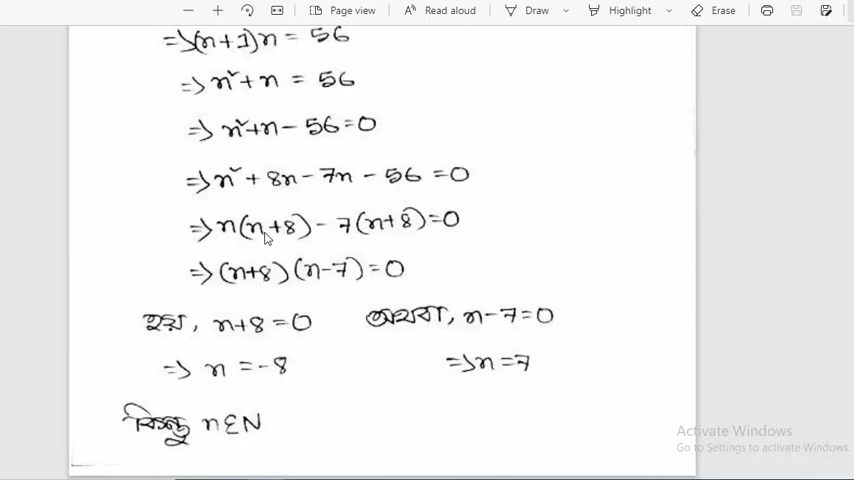 Page view
Read aloud
Draw
Highlight
Erase
=>(n+1)n = 56
=> n² + n = 56
=> n² + n - 56 = 0
=> n² + 8n - 7n - 56 = 0
=> n(n+8) - 7(n+8) = 0
=> (n+8)(n-7) = 0
হয়, n+8 = 0 অথবা, n-7 = 0
=> n = -8 => n = 7
কিন্তু n ε N
Activate Windows
Go to Settings to activate Windows.